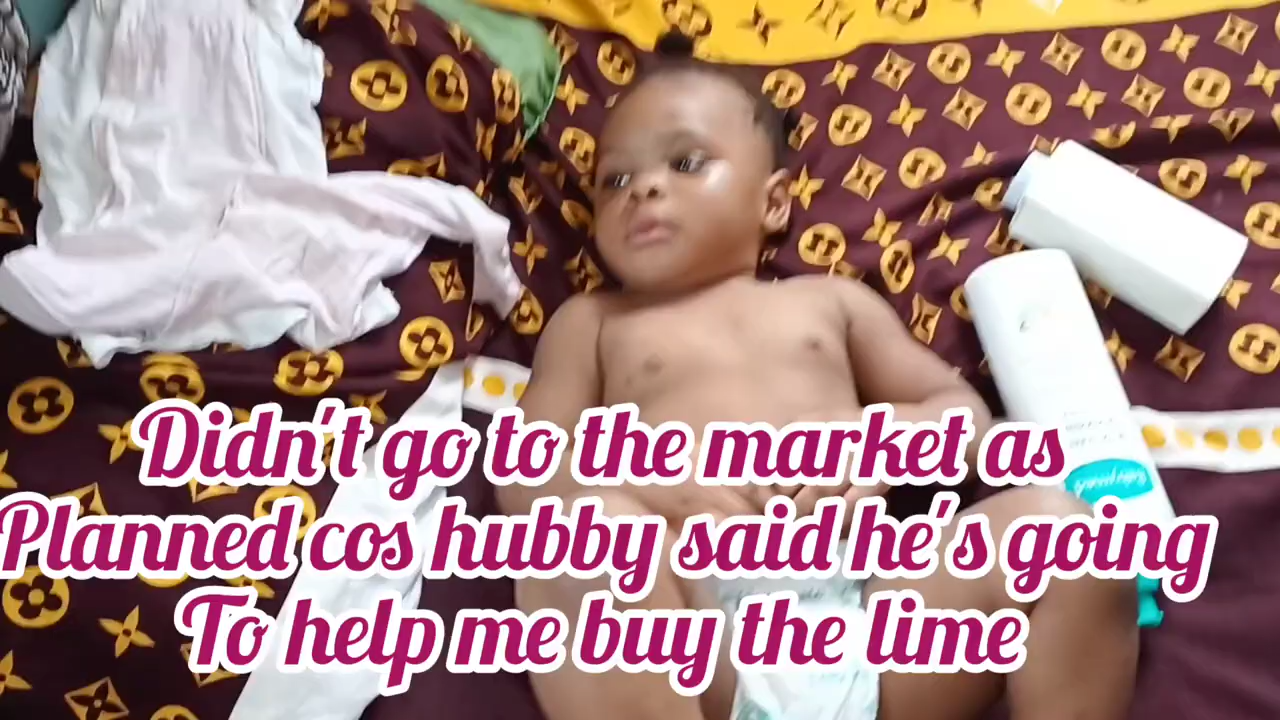 Didn't go to the market as
Planned cos hubby said he's going
To help me buy the lime